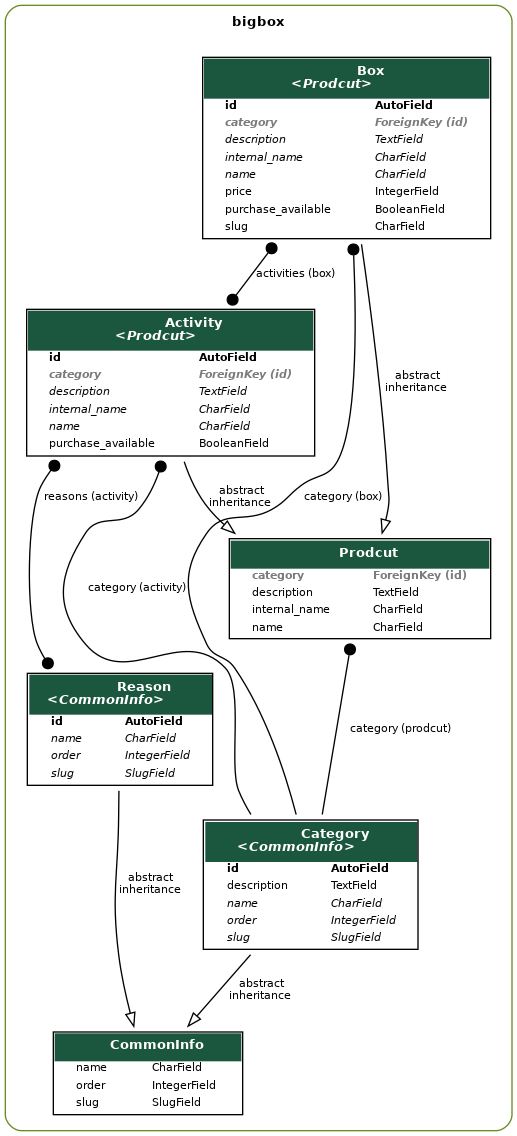 bigbox
Box
<Prodcut>
id AutoField
category ForeignKey (id)
description TextField
internal_name CharField
name CharField
price IntegerField
purchase_available BooleanField
slug CharField
activities (box)
Activity
<Prodcut>
id AutoField
category ForeignKey (id)
description TextField
internal_name CharField
name CharField
purchase_available BooleanField
abstract
inheritance
reasons (activity)
abstract
inheritance
category (box)
Prodcut
category ForeignKey (id)
description TextField
internal_name CharField
name CharField
category (activity)
Reason
<CommonInfo>
id AutoField
name CharField
order IntegerField
slug SlugField
category (prodcut)
Category
<CommonInfo>
id AutoField
description TextField
name CharField
order IntegerField
slug SlugField
abstract
inheritance
abstract
inheritance
CommonInfo
name CharField
order IntegerField
slug SlugField